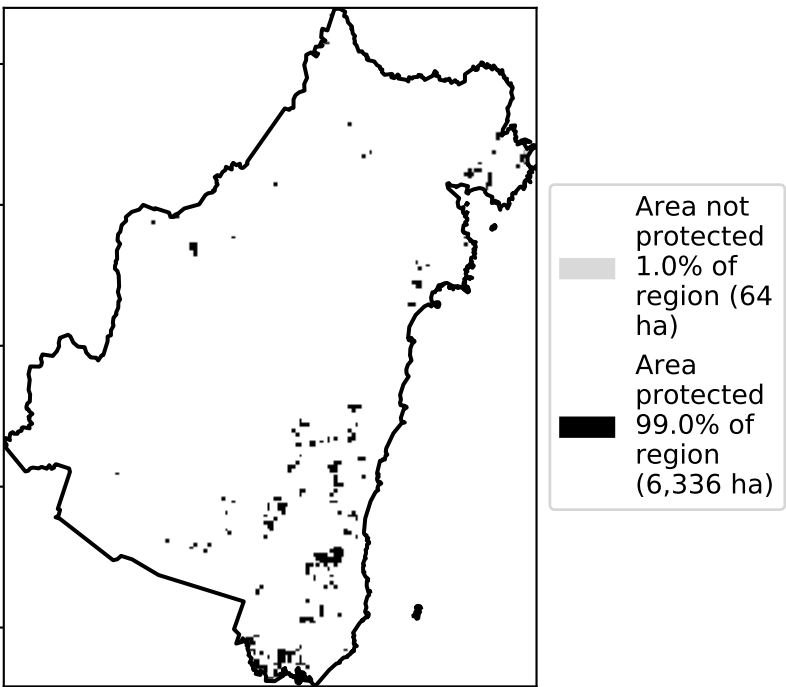 Area not
protected
1.0% of
region (64
ha)
Area
protected
99.0% of
region
(6,336 ha)